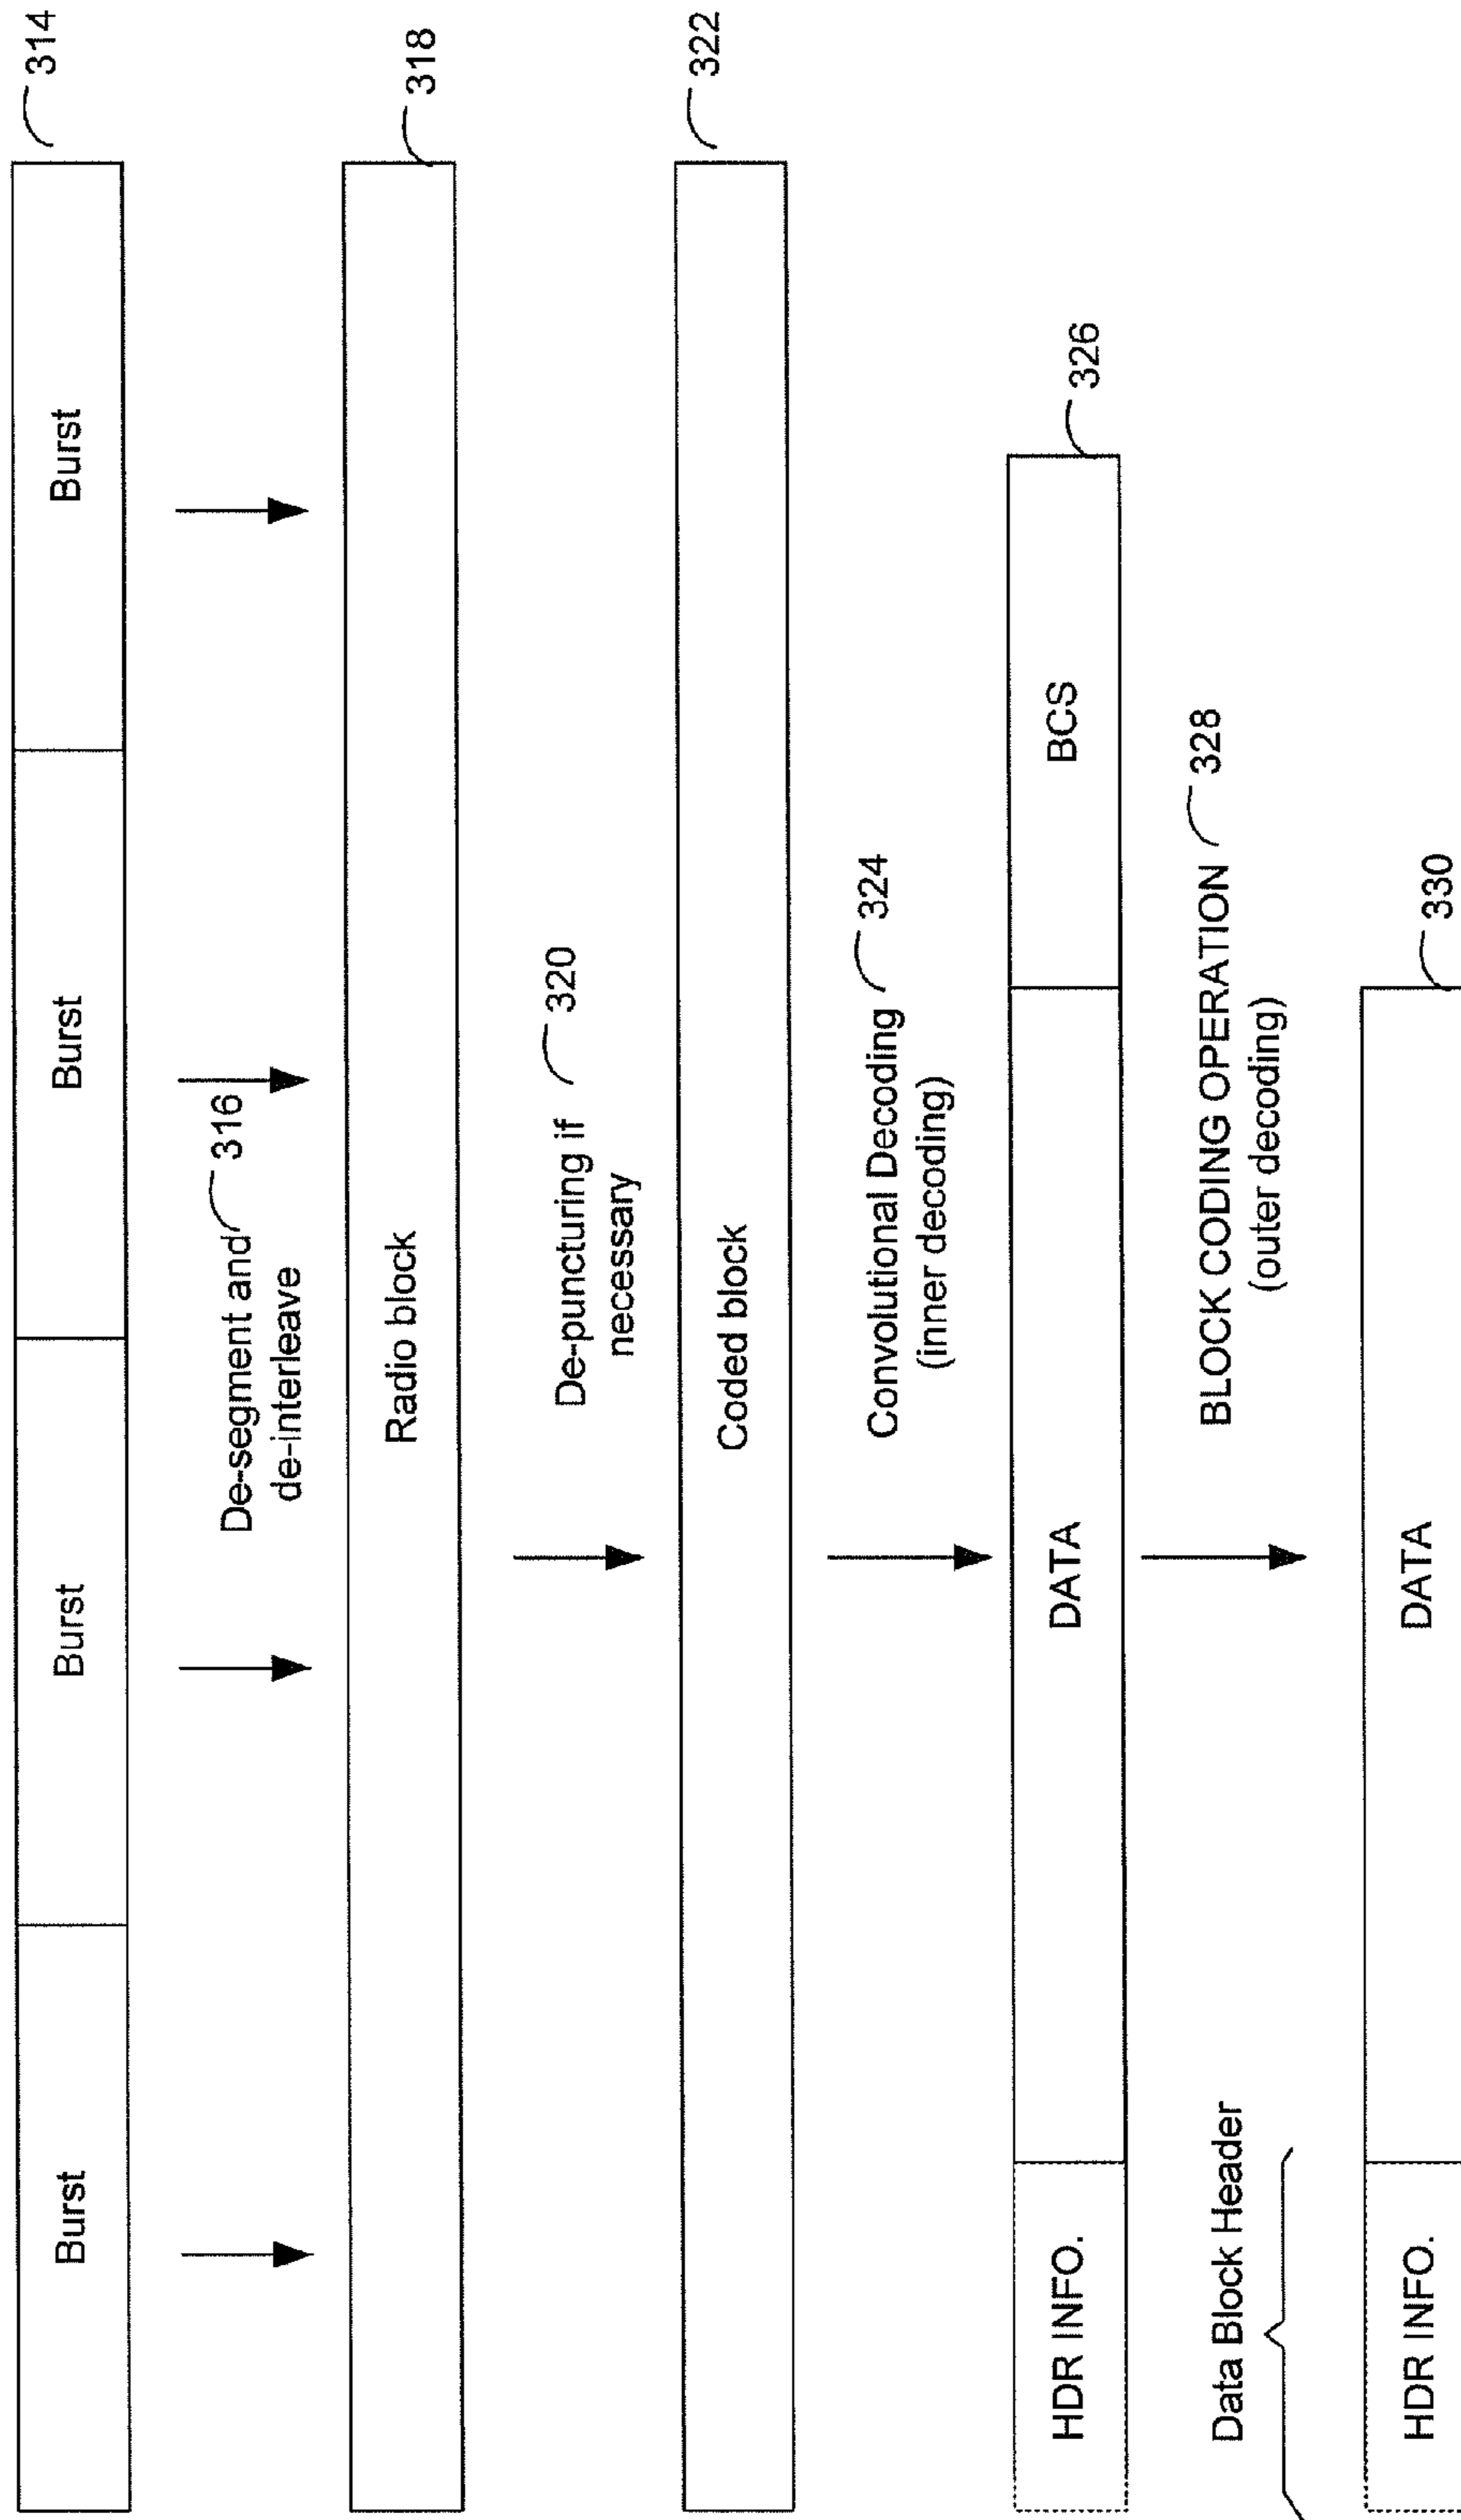 Burst
Burst
Burst
Burst
314
De-segment and
de-interleave
316
Radio block
318
De-puncturing if
necessary
320
Coded block
322
Convolutional Decoding
(inner decoding)
324
HDR INFO.
DATA
BCS
326
Data Block Header
BLOCK CODING OPERATION
(outer decoding)
328
HDR INFO.
DATA
330